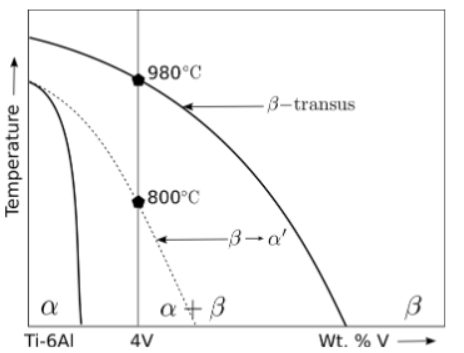 980°C
β−transus
Temperature
800°C
β→α′
α
α + β
β
Ti-6Al
4V
Wt. % V